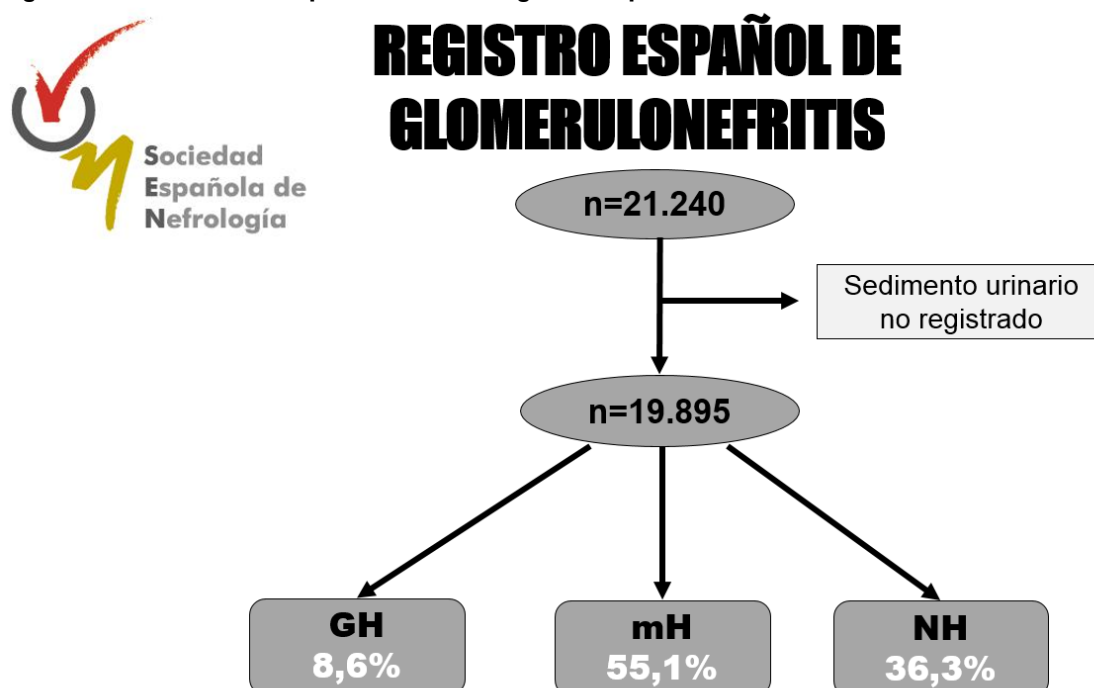 REGISTRO ESPAÑOL DE
GLOMERULONEFRITIS
Sociedad
Española de
Nefrología
n=21.240
Sedimento urinario
no registrado
n=19.895
GH
8,6%
mH
55,1%
NH
36,3%